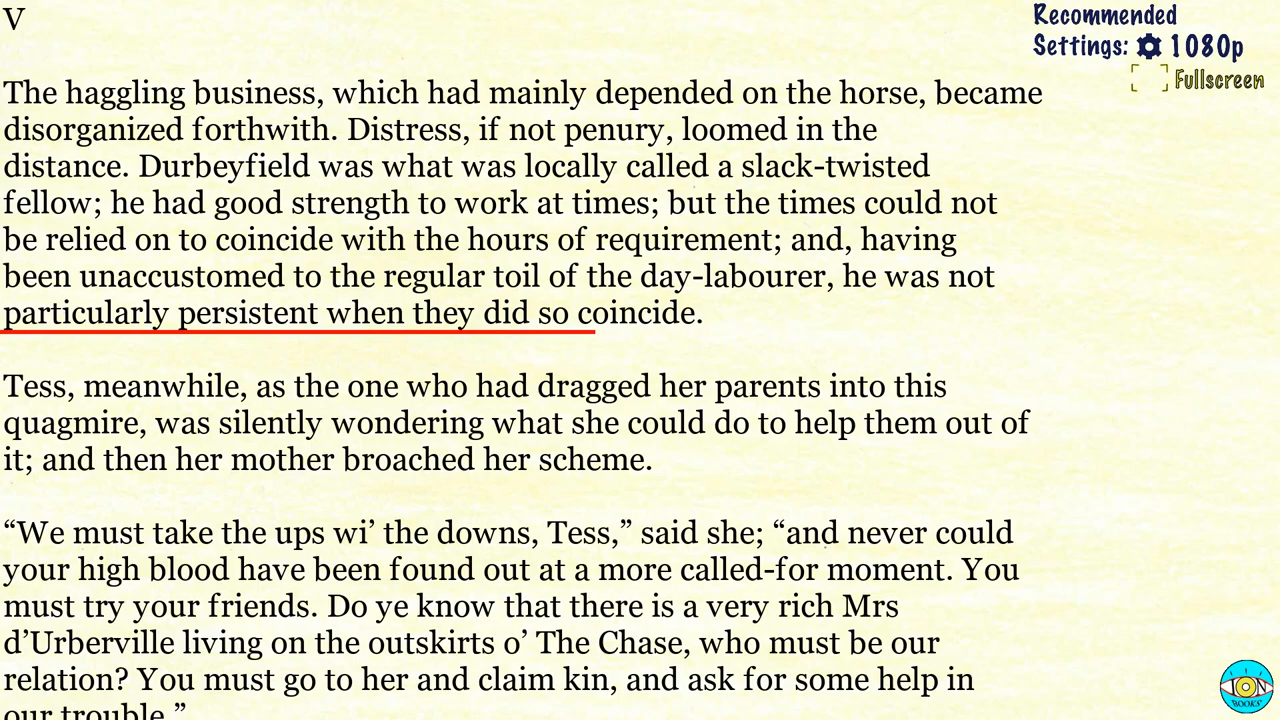 V
Recommended
Settings: 1080p
Fullscreen
The haggling business, which had mainly depended on the horse, became
disorganized forthwith. Distress, if not penury, loomed in the
distance. Durbeyfield was what was locally called a slack-twisted
fellow; he had good strength to work at times; but the times could not
be relied on to coincide with the hours of requirement; and, having
been unaccustomed to the regular toil of the day-labourer, he was not
particularly persistent when they did so coincide.
Tess, meanwhile, as the one who had dragged her parents into this
quagmire, was silently wondering what she could do to help them out of
it; and then her mother broached her scheme.
“We must take the ups wi’ the downs, Tess,” said she; “and never could
your high blood have been found out at a more called-for moment. You
must try your friends. Do ye know that there is a very rich Mrs
d’Urberville living on the outskirts o’ The Chase, who must be our
relation? You must go to her and claim kin, and ask for some help in
our trouble.”
ION
BOOKS